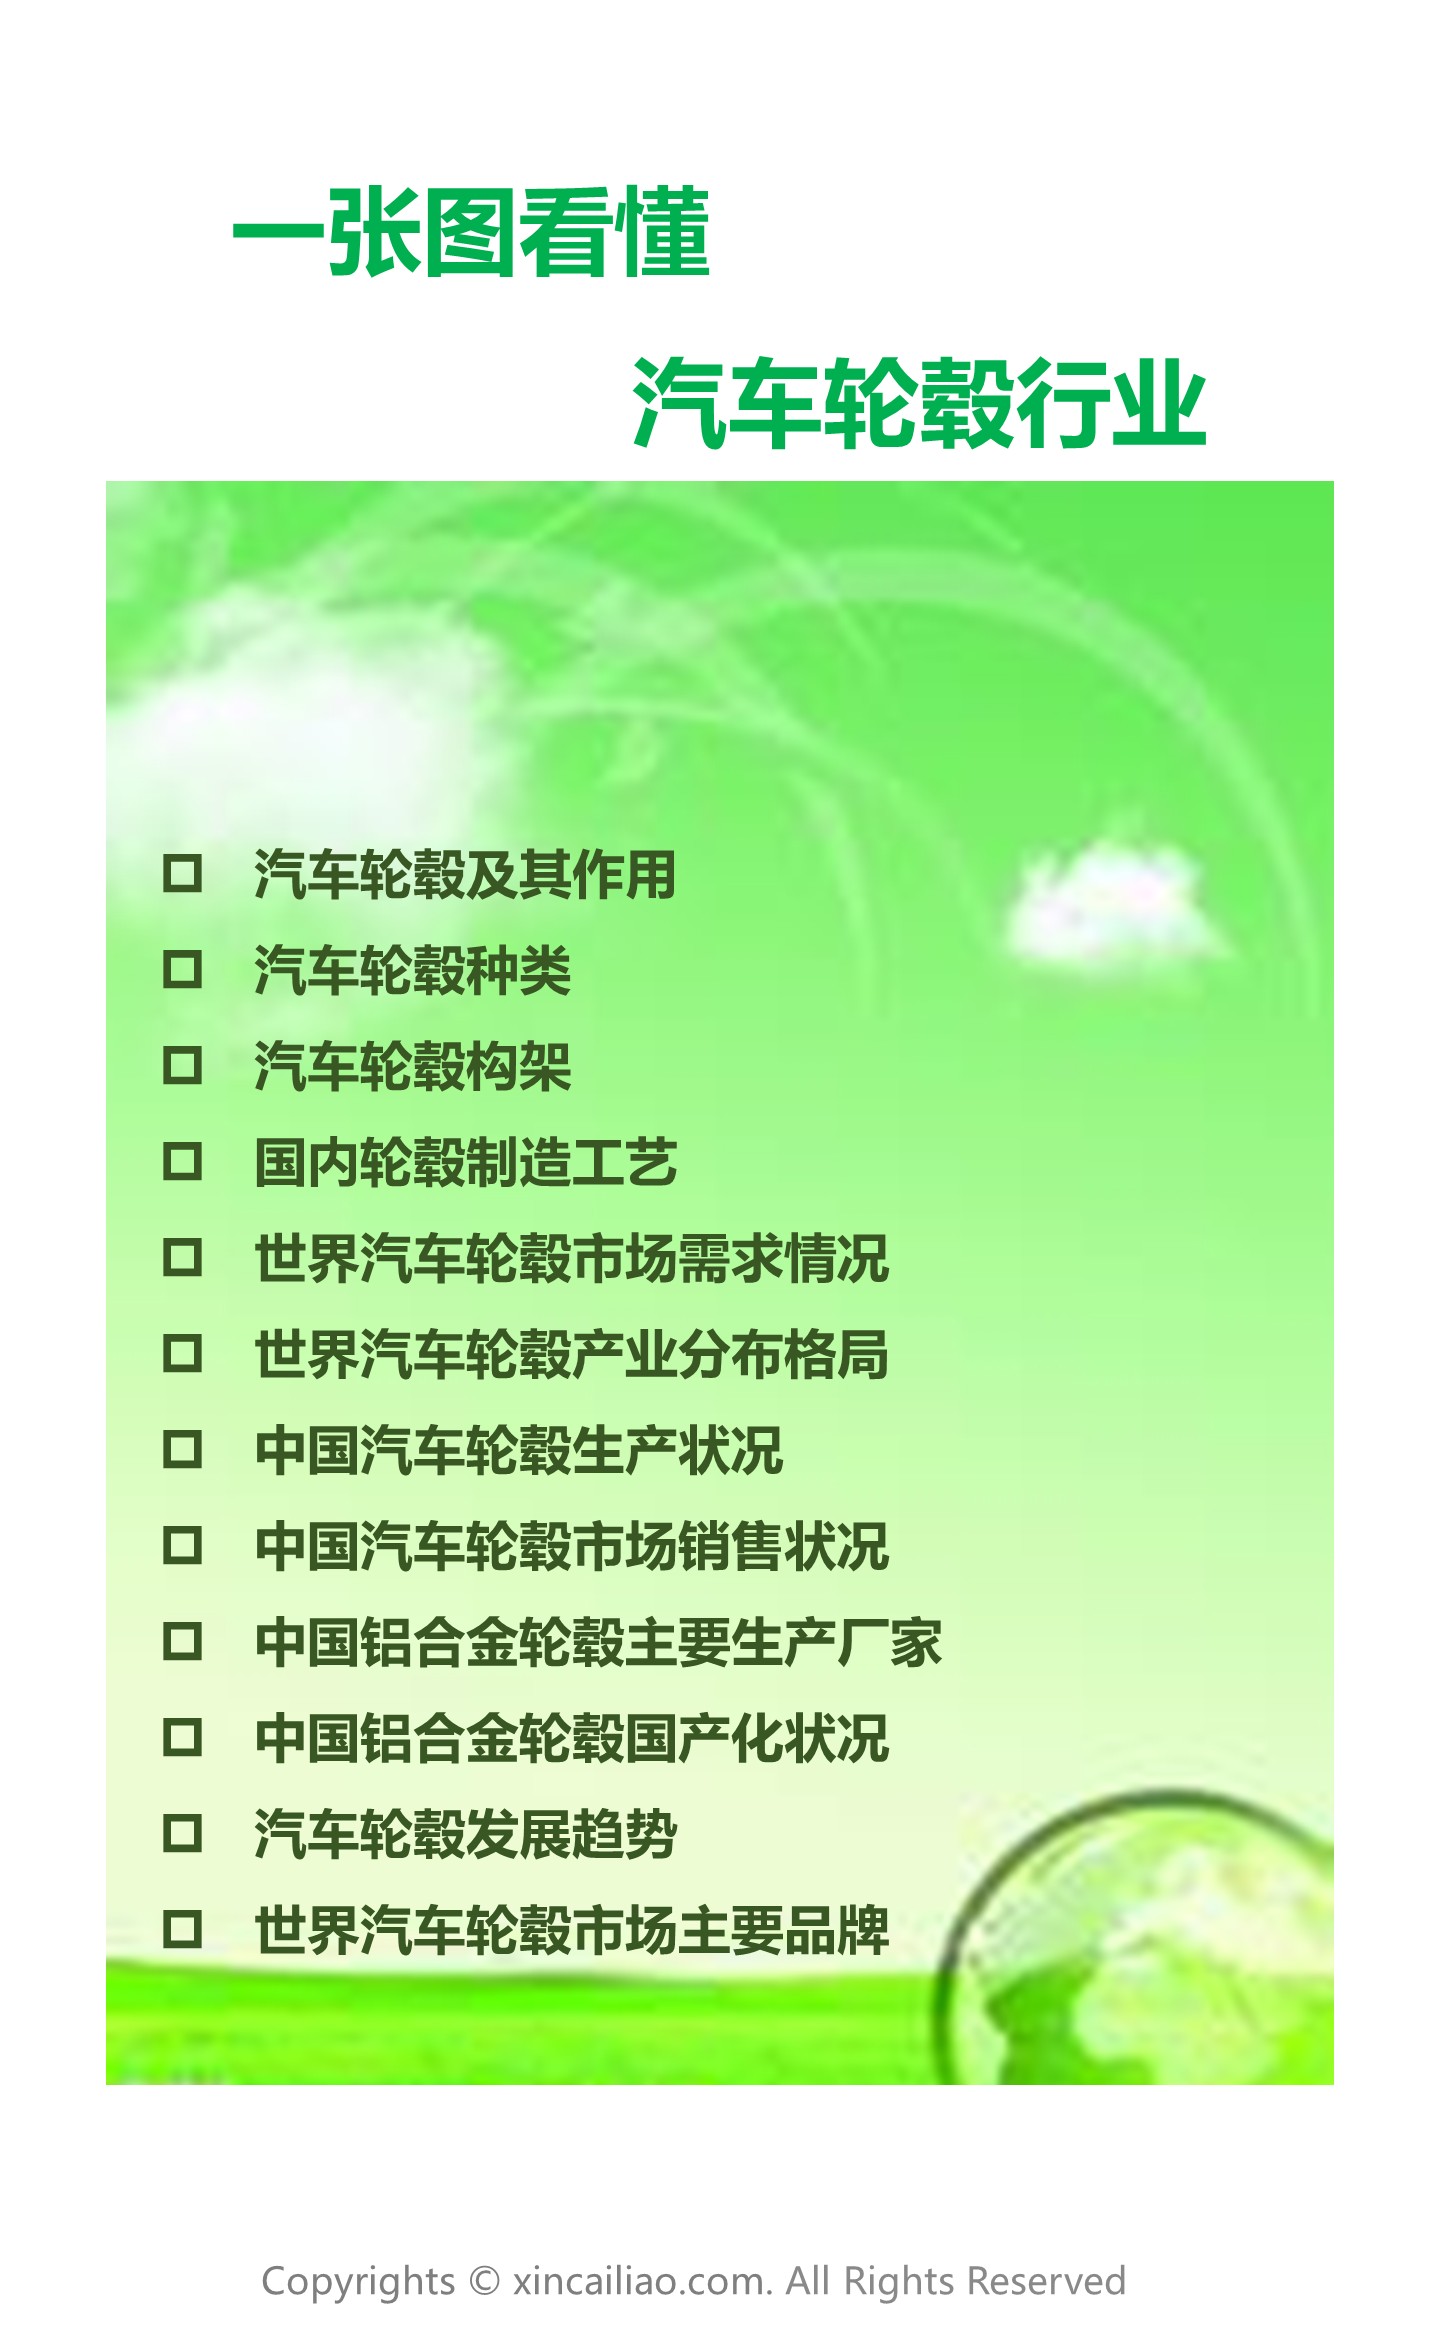 一张图看懂
汽车轮毂行业
汽车轮毂及其作用
汽车轮毂种类
汽车轮毂构架
国内轮毂制造工艺
世界汽车轮毂市场需求情况
世界汽车轮毂产业分布格局
中国汽车轮毂生产状况
中国汽车轮毂市场销售状况
中国铝合金轮毂主要生产厂家
中国铝合金轮毂国产化状况
汽车轮毂发展趋势
世界汽车轮毂市场主要品牌
Copyrights © xincailiao.com. All Rights Reserved